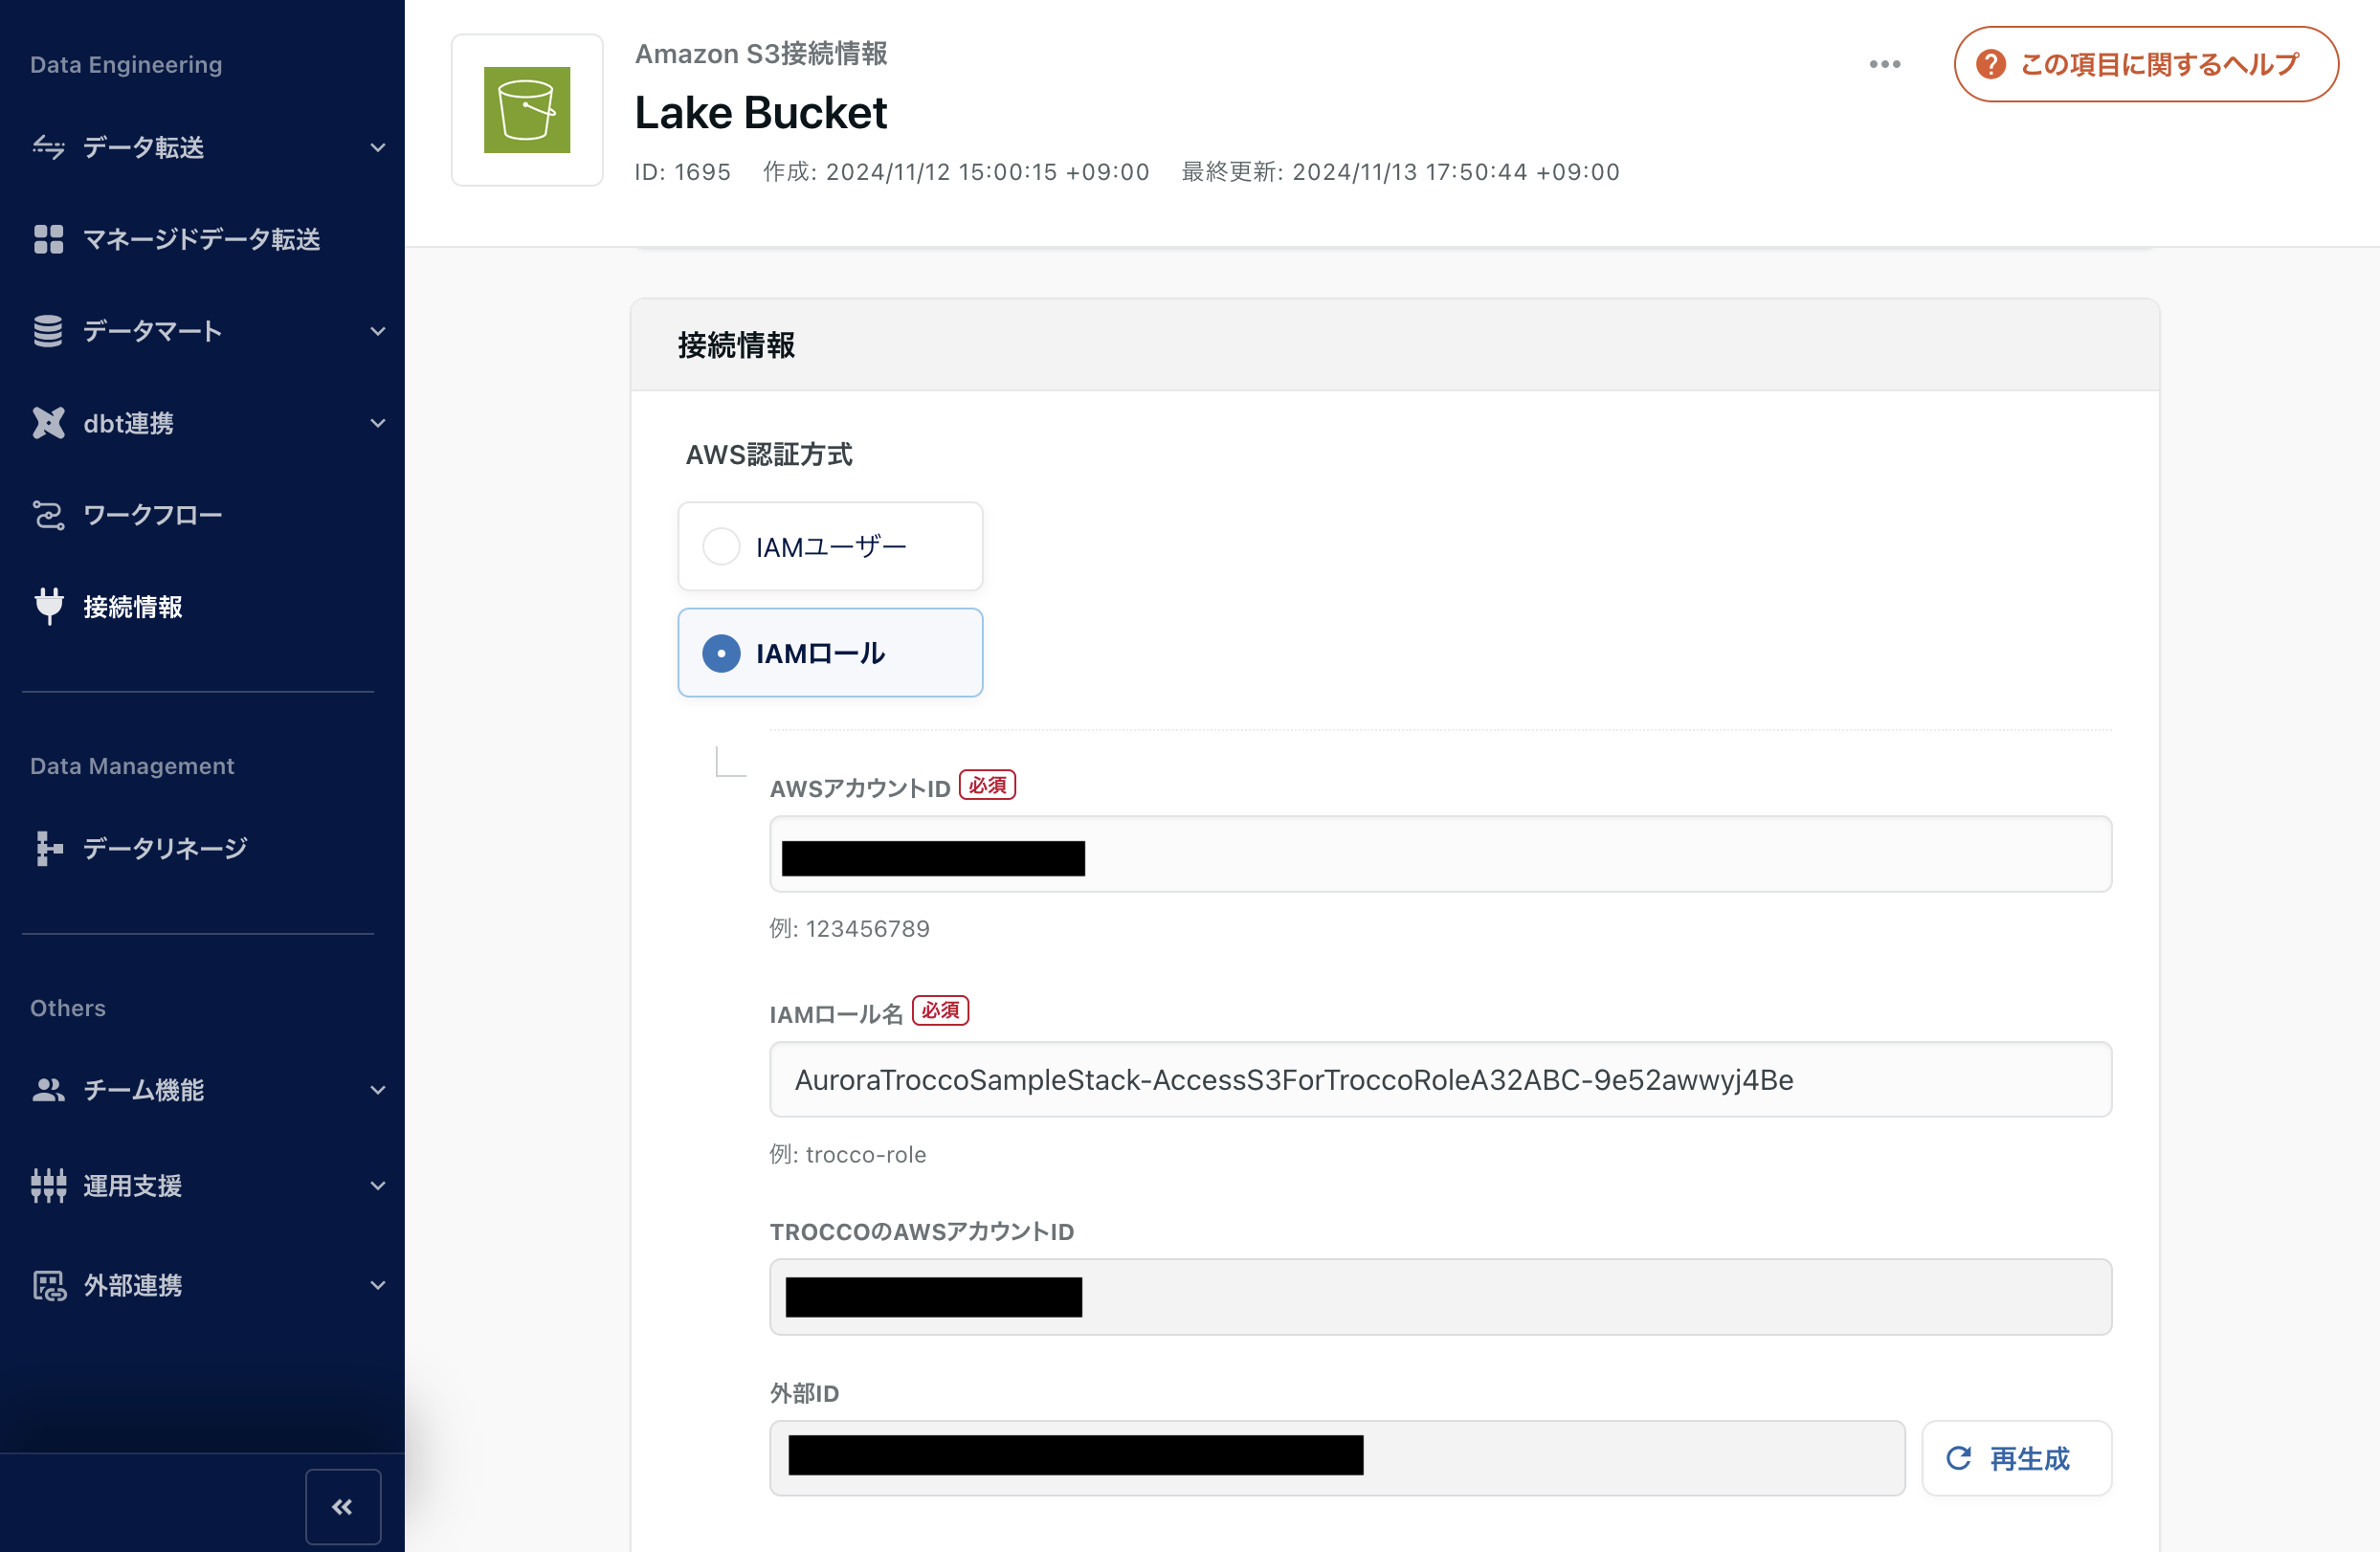 Data Engineering
データ転送
マネージドデータ転送
データマート
dbt連携
ワークフロー
接続情報
Data Management
データリネージ
Others
チーム機能
運用支援
外部連携
Amazon S3接続情報
Lake Bucket
ID: 1695 作成: 2024/11/12 15:00:15 +09:00 最終更新: 2024/11/13 17:50:44 +09:00
この項目に関するヘルプ
接続情報
AWS認証方式
IAMユーザー
IAMロール
AWSアカウントID 必須
例: 123456789
IAMロール名 必須
AuroraTroccoSampleStack-AccessS3ForTroccoRoleA32ABC-9e52awwyj4Be
例: trocco-role
TROCCOのAWSアカウントID
外部ID
再生成